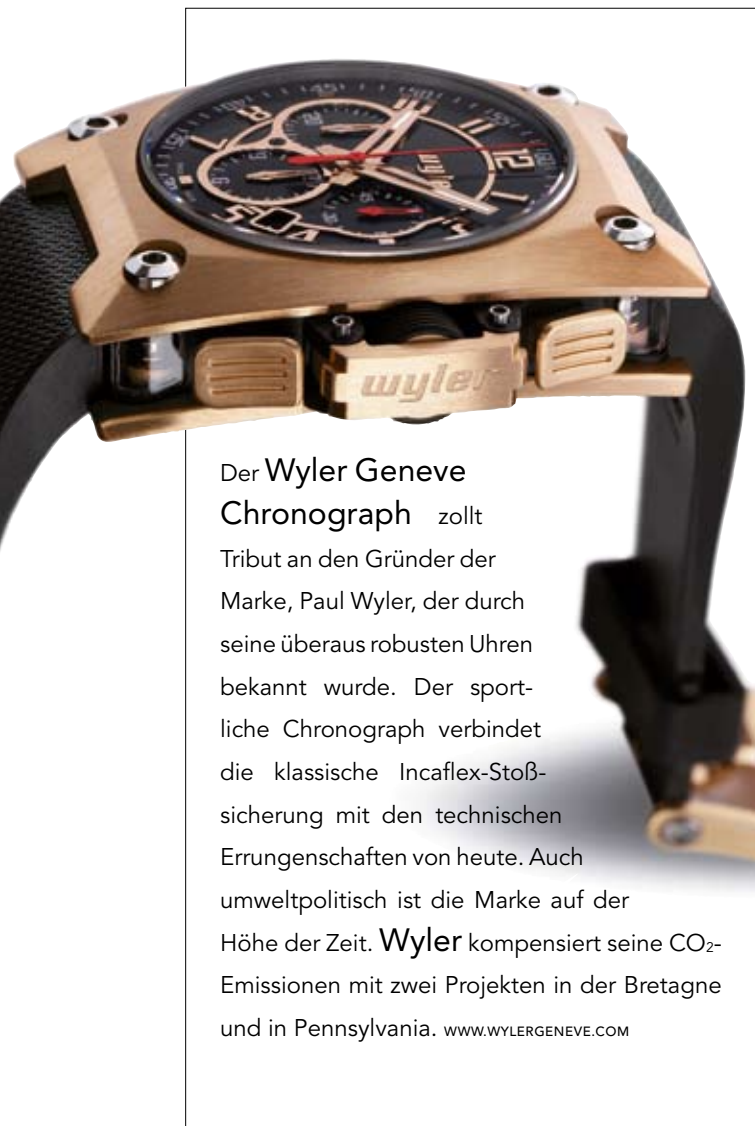 wyler
12
wyler
Der Wyler Geneve
Chronograph zollt
Tribut an den Gründer der
Marke, Paul Wyler, der durch
seine überaus robusten Uhren
bekannt wurde. Der sport-
liche Chronograph verbindet
die klassische Incaflex-Stoß-
sicherung mit den technischen
Errungenschaften von heute. Auch
umweltpolitisch ist die Marke auf der
Höhe der Zeit. Wyler kompensiert seine CO₂-
Emissionen mit zwei Projekten in der Bretagne
und in Pennsylvania. WWW.WYLERGENEVE.COM